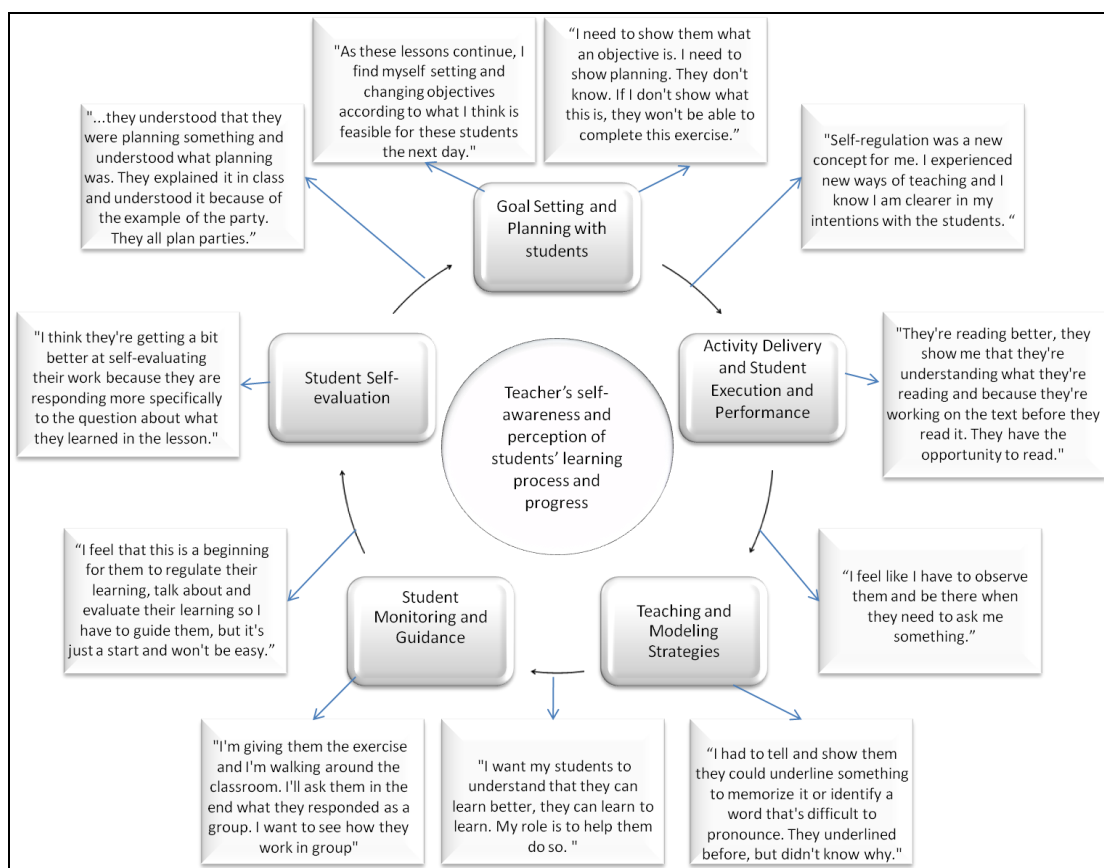 "As these lessons continue, I
find myself setting and
changing objectives
according to what I think is
feasible for these students
the next day."
“I need to show them what
an objective is. I need to
show planning. They don't
know. If I don't show what
this is, they won't be able to
complete this exercise.”
"...they understood that they
were planning something and
understood what planning
was. They explained it in class
and understood it because of
the example of the party.
They all plan parties.”
"Self-regulation was a new
concept for me. I experienced
new ways of teaching and I
know I am clearer in my
intentions with the students. “
Goal Setting and
Planning with
students
"I think they're getting a bit
better at self-evaluating
their work because they are
responding more specifically
to the question about what
they learned in the lesson."
Student Self-
evaluation
Teacher’s self-
awareness and
perception of
students’ learning
process and
progress
Activity Delivery
and Student
Execution and
Performance
"They're reading better, they
show me that they're
understanding what they're
reading and because they're
working on the text before they
read it. They have the
opportunity to read."
“I feel that this is a beginning
for them to regulate their
learning, talk about and
evaluate their learning so I
have to guide them, but it's
just a start and won't be easy.”
Student
Monitoring and
Guidance
Teaching and
Modeling
Strategies
“I feel like I have to observe
them and be there when
they need to ask me
something.”
"I'm giving them the exercise
and I'm walking around the
classroom. I'll ask them in the
end what they responded as a
group. I want to see how they
work in group"
"I want my students to
understand that they can
learn better, they can learn to
learn. My role is to help them
do so. "
“I had to tell and show them
they could underline something
to memorize it or identify a
word that's difficult to
pronounce. They underlined
before, but didn't know why."